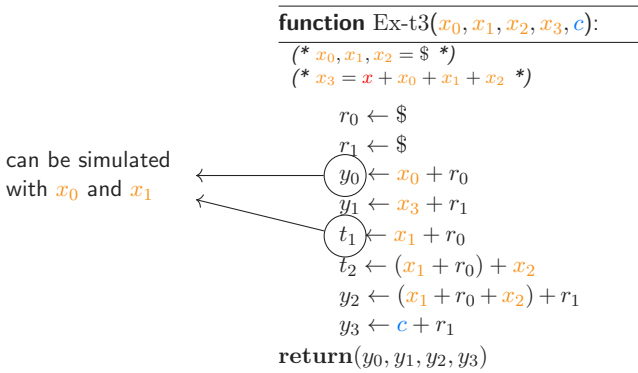 function Ex-t3(x₀, x₁, x₂, x₃, c):
(* x₀, x₁, x₂ = $ *)
(* x₃ = x + x₀ + x₁ + x₂ *)
r₀ ← $
r₁ ← $
can be simulated
with x₀ and x₁
y₀ ← x₀ + r₀
y₁ ← x₃ + r₁
t₁ ← x₁ + r₀
t₂ ← (x₁ + r₀) + x₂
y₂ ← (x₁ + r₀ + x₂) + r₁
y₃ ← c + r₁
return(y₀, y₁, y₂, y₃)